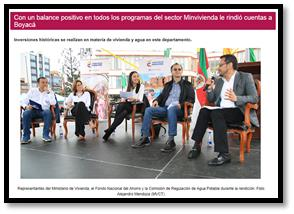 Con un balance positivo en todos los programas del sector Minvivienda le rindió cuentas a
Boyacá
Inversiones históricas se realizan en materia de vivienda y agua en este departamento.
Representantes del Ministerio de Vivienda, el Fondo Nacional de Ahorro y la Comisión de Regulación de Agua Potable durante la rendición. Foto:
Alejandro Mendoza (MVCT)